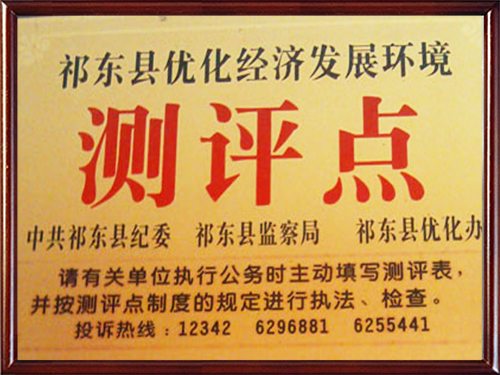 祁东县优化经济发展环境
测评点
中共祁东县纪委 祁东县监察局 祁东县优化办
请有关单位执行公务时主动填写测评表，
并按测评点制度的规定进行执法、检查。
投诉热线：12342 6296881 6255441